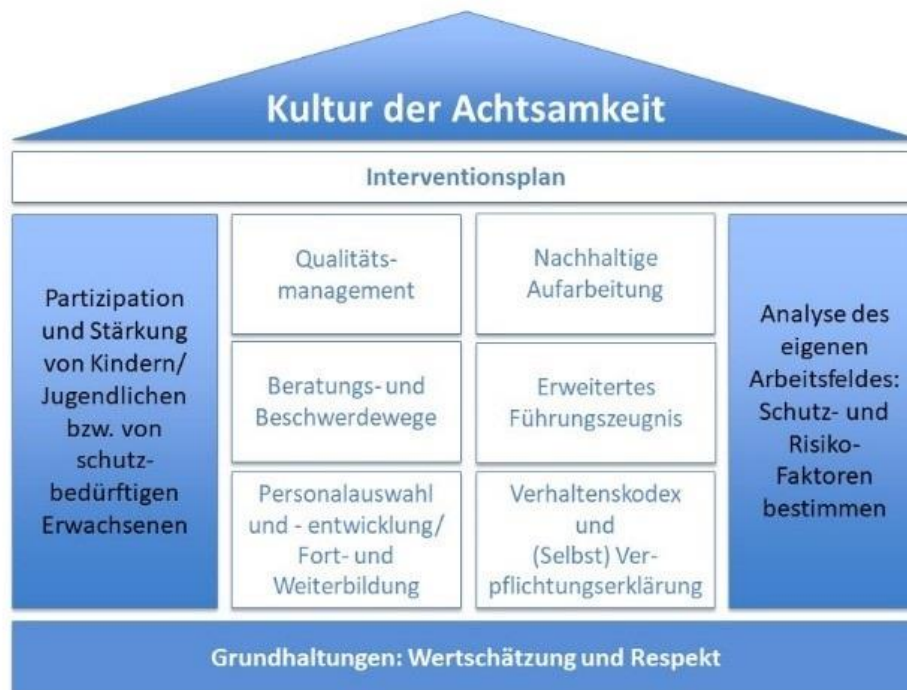 Kultur der Achtsamkeit
Interventionsplan
Partizipation
und Stärkung
von Kindern/
Jugendlichen
bzw. von
schutz-
bedürftigen
Erwachsenen
Qualitäts-
management
Nachhaltige
Aufarbeitung
Beratungs- und
Beschwerdewege
Erweitertes
Führungszeugnis
Personalauswahl
und - entwicklung/
Fort- und
Weiterbildung
Verhaltenskodex
und
(Selbst) Ver-
pflichtungserklärung
Analyse des
eigenen
Arbeitsfeldes:
Schutz- und
Risiko-
Faktoren
bestimmen
Grundhaltungen: Wertschätzung und Respekt